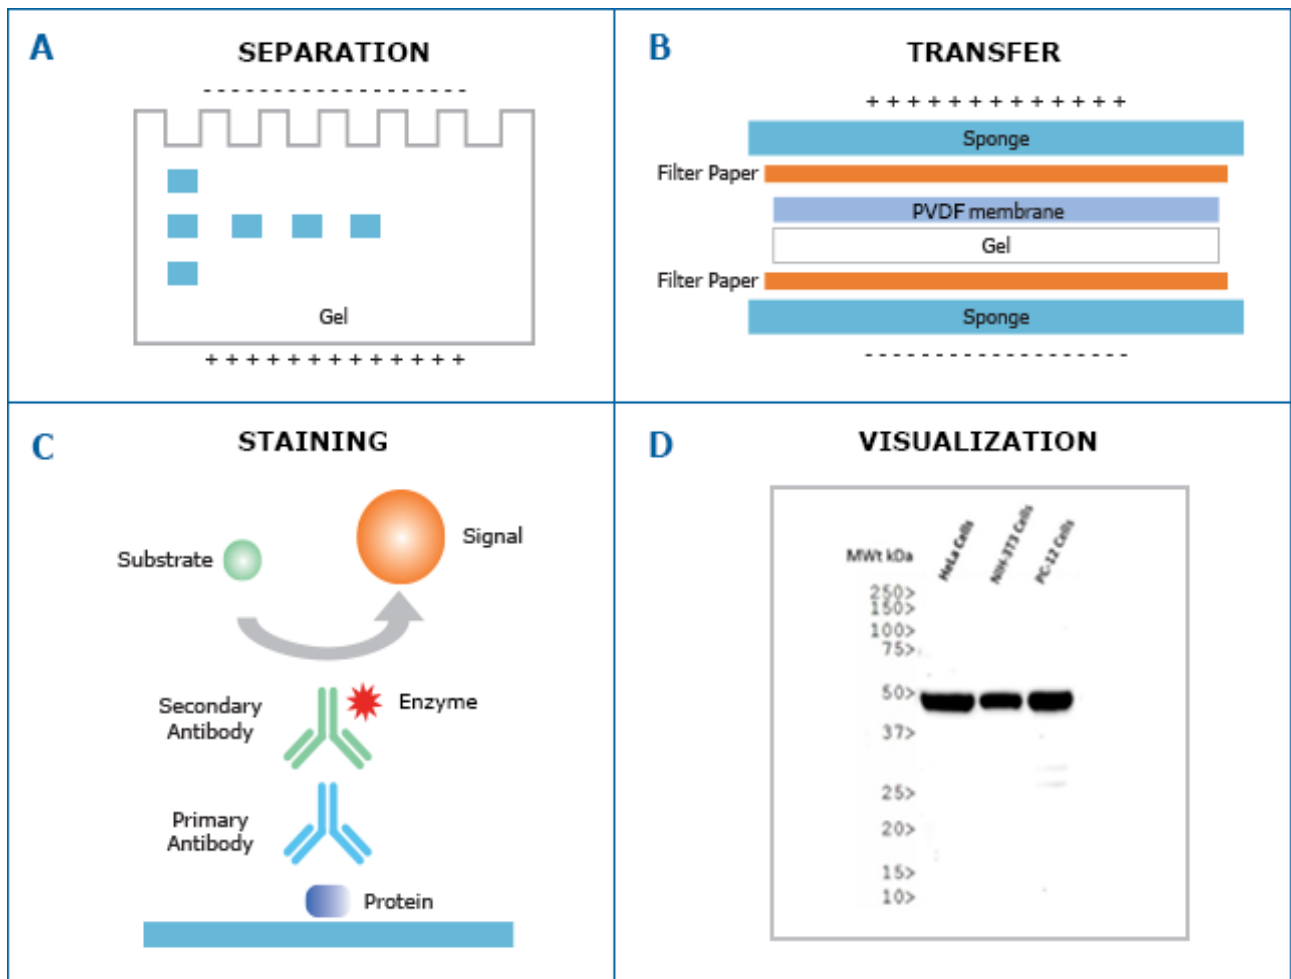 A
SEPARATION
- - - - - - - - - - - - - - - - - - -
Gel
+ + + + + + + + + + + + +
B
TRANSFER
+ + + + + + + + + + + + +
Sponge
Filter Paper
PVDF membrane
Gel
Filter Paper
Sponge
- - - - - - - - - - - - - - - - - -
C
STAINING
Signal
Substrate
Enzyme
Secondary
Antibody
Primary
Antibody
Protein
D
VISUALIZATION
MWt kDa
HeLa Cells
NIH-3T3 Cells
PC-12 Cells
250>
150>
100>
75>
50>
37>
25>
20>
15>
10>